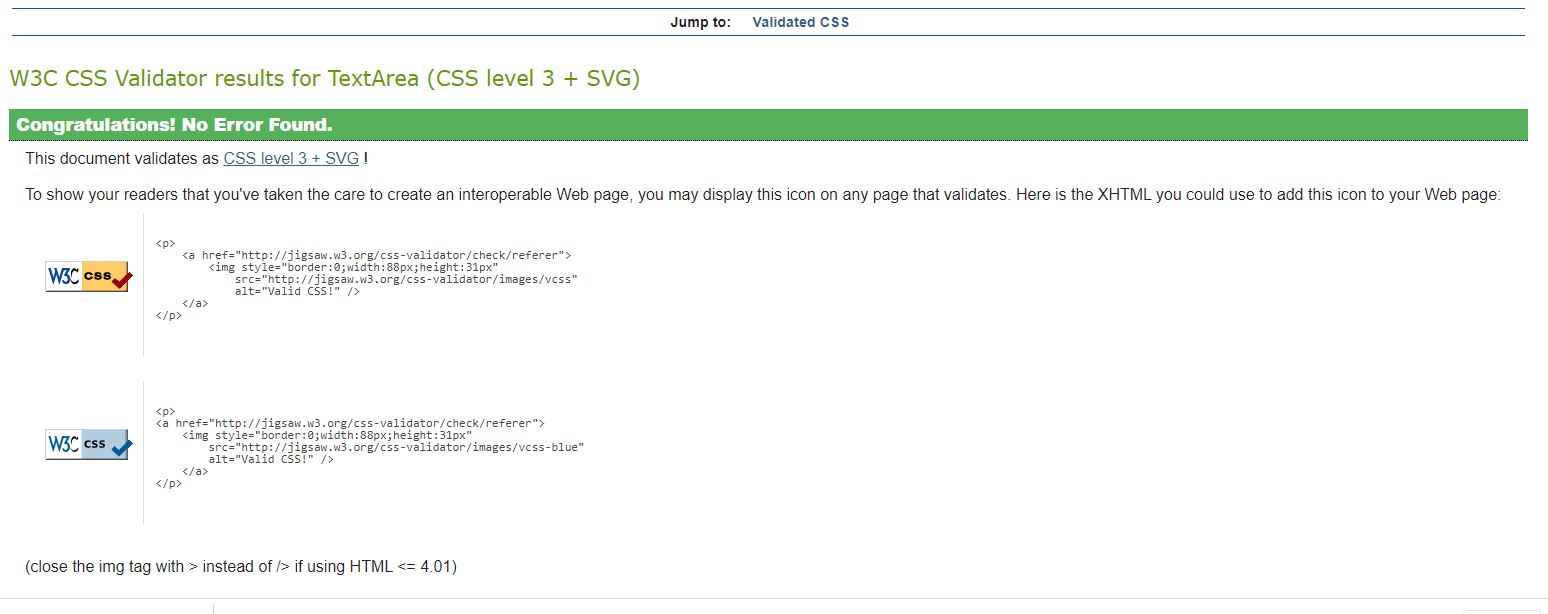 Jump to: Validated CSS
W3C CSS Validator results for TextArea (CSS level 3 + SVG)
Congratulations! No Error Found.
This document validates as CSS level 3 + SVG !
To show your readers that you've taken the care to create an interoperable Web page, you may display this icon on any page that validates. Here is the XHTML you could use to add this icon to your Web page:
W3C css
<p>
<a href="http://jigsaw.w3.org/css-validator/check/referer">
<img style="border:0;width:88px;height:31px"
src="http://jigsaw.w3.org/css-validator/images/vcss"
alt="Valid CSS!" />
</a>
</p>
W3C css
<p>
<a href="http://jigsaw.w3.org/css-validator/check/referer">
<img style="border:0;width:88px;height:31px"
src="http://jigsaw.w3.org/css-validator/images/vcss-blue"
alt="Valid CSS!" />
</a>
</p>
(close the img tag with > instead of /> if using HTML <= 4.01)